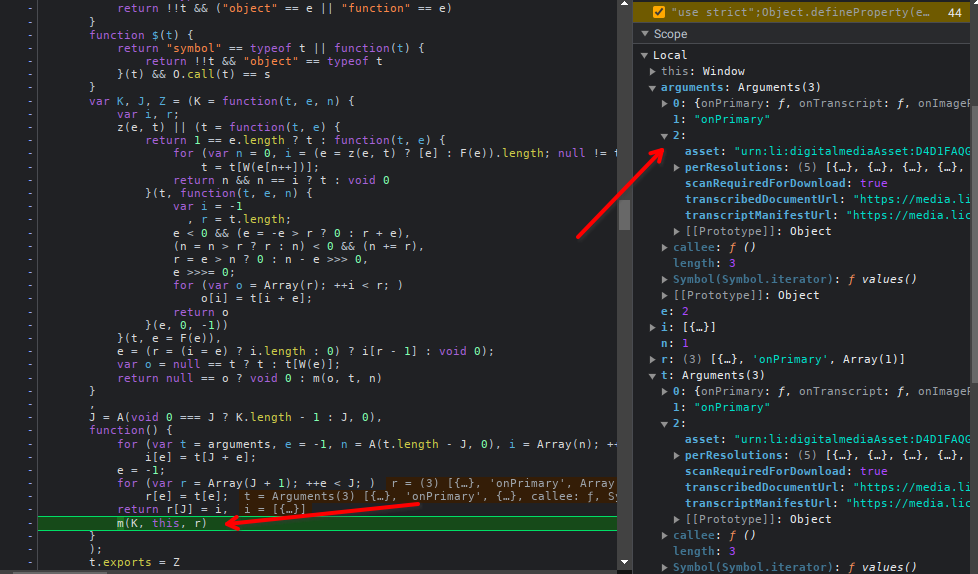 return !!t && ("object" == e || "function" == e)
}
function $(t) {
return "symbol" == typeof t || function(t) {
return !!t && "object" == typeof t
}(t) && O.call(t) == s
}
var K, J, Z = (K = function(t, e, n) {
var i, r;
z(e, t) || (t = function(t, e) {
return 1 == e.length ? t : function(t, e) {
for (var n = 0, i = (e = z(e, t) ? [e] : F(e)).length; null != t
t = t[W(e[n++])];
return n && n == i ? t : void 0
}(t, function(t, e, n) {
var i = -1
, r = t.length;
e < 0 && (e = -e > r ? 0 : r + e),
(n = n > r ? r : n) < 0 && (n += r),
r = e > n ? 0 : n - e >>> 0,
e >>>= 0;
for (var o = Array(r); ++i < r; )
o[i] = t[i + e];
return o
}(e, 0, -1))
}(t, e = F(e)),
e = (r = (i = e) ? i.length : 0) ? i[r - 1] : void 0);
var o = null == t ? t : t[W(e)];
return null == o ? void 0 : m(o, t, n)
}
,
J = A(void 0 === J ? K.length - 1 : J, 0),
function() {
for (var t = arguments, e = -1, n = A(t.length - J, 0), i = Array(n); ++
i[e] = t[J + e];
e = -1;
for (var r = Array(J + 1); ++e < J; ) r = (3) [{…}, 'onPrimary', Array
r[e] = t[e]; t = Arguments(3) [{…}, 'onPrimary', {…}, callee: ƒ, Sy
return r[J] = i, i = [{…}]
m(K, this, r)
}
);
t.exports = Z
"use strict";Object.defineProperty(e… 44
Scope
Local
this: Window
arguments: Arguments(3)
0: {onPrimary: ƒ, onTranscript: ƒ, onImageP
1: "onPrimary"
2:
asset: "urn:li:digitalmediaAsset:D4D1FAQG
perResolutions: (5) [{…}, {…}, {…}, {…},
scanRequiredForDownload: true
transcribedDocumentUrl: "https://media.li
transcriptManifestUrl: "https://media.lic
[[Prototype]]: Object
callee: ƒ ()
length: 3
Symbol(Symbol.iterator): ƒ values()
[[Prototype]]: Object
e: 2
i: [{…}]
n: 1
r: (3) [{…}, 'onPrimary', Array(1)]
t: Arguments(3)
0: {onPrimary: ƒ, onTranscript: ƒ, onImageP
1: "onPrimary"
2:
asset: "urn:li:digitalmediaAsset:D4D1FAQG
perResolutions: (5) [{…}, {…}, {…}, {…},
scanRequiredForDownload: true
transcribedDocumentUrl: "https://media.li
transcriptManifestUrl: "https://media.lic
[[Prototype]]: Object
callee: ƒ ()
length: 3
Symbol(Symbol.iterator): ƒ values()